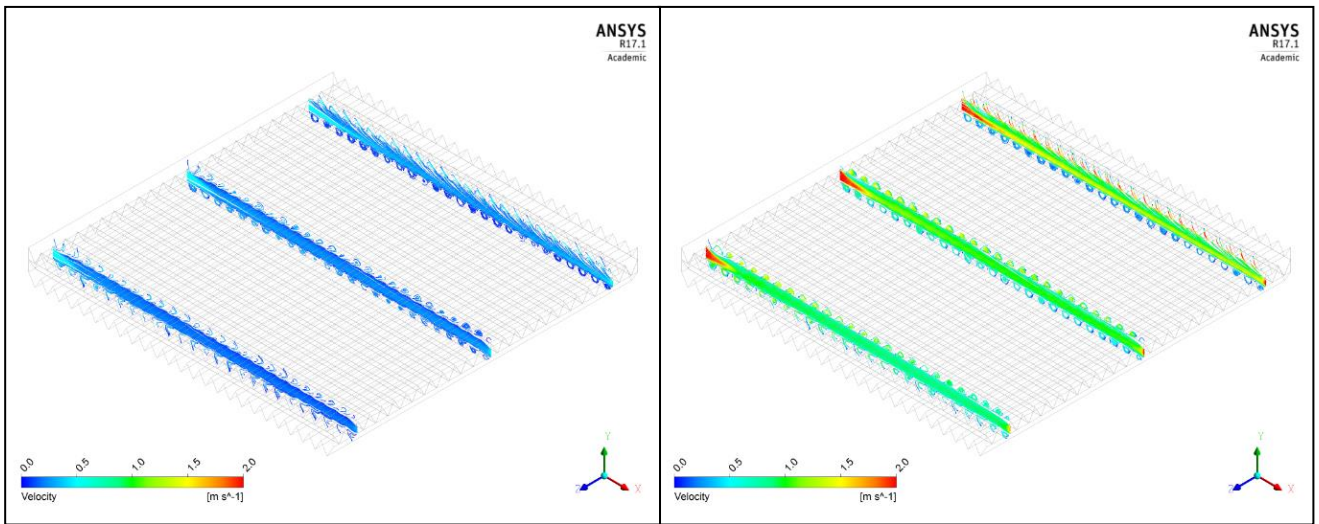 ANSYS
R17.1
Academic
0.0 0.5 1.0 1.5 2.0
Velocity [m s^-1]
Y
Z X
ANSYS
R17.1
Academic
0.0 0.5 1.0 1.5 2.0
Velocity [m s^-1]
Y
Z X